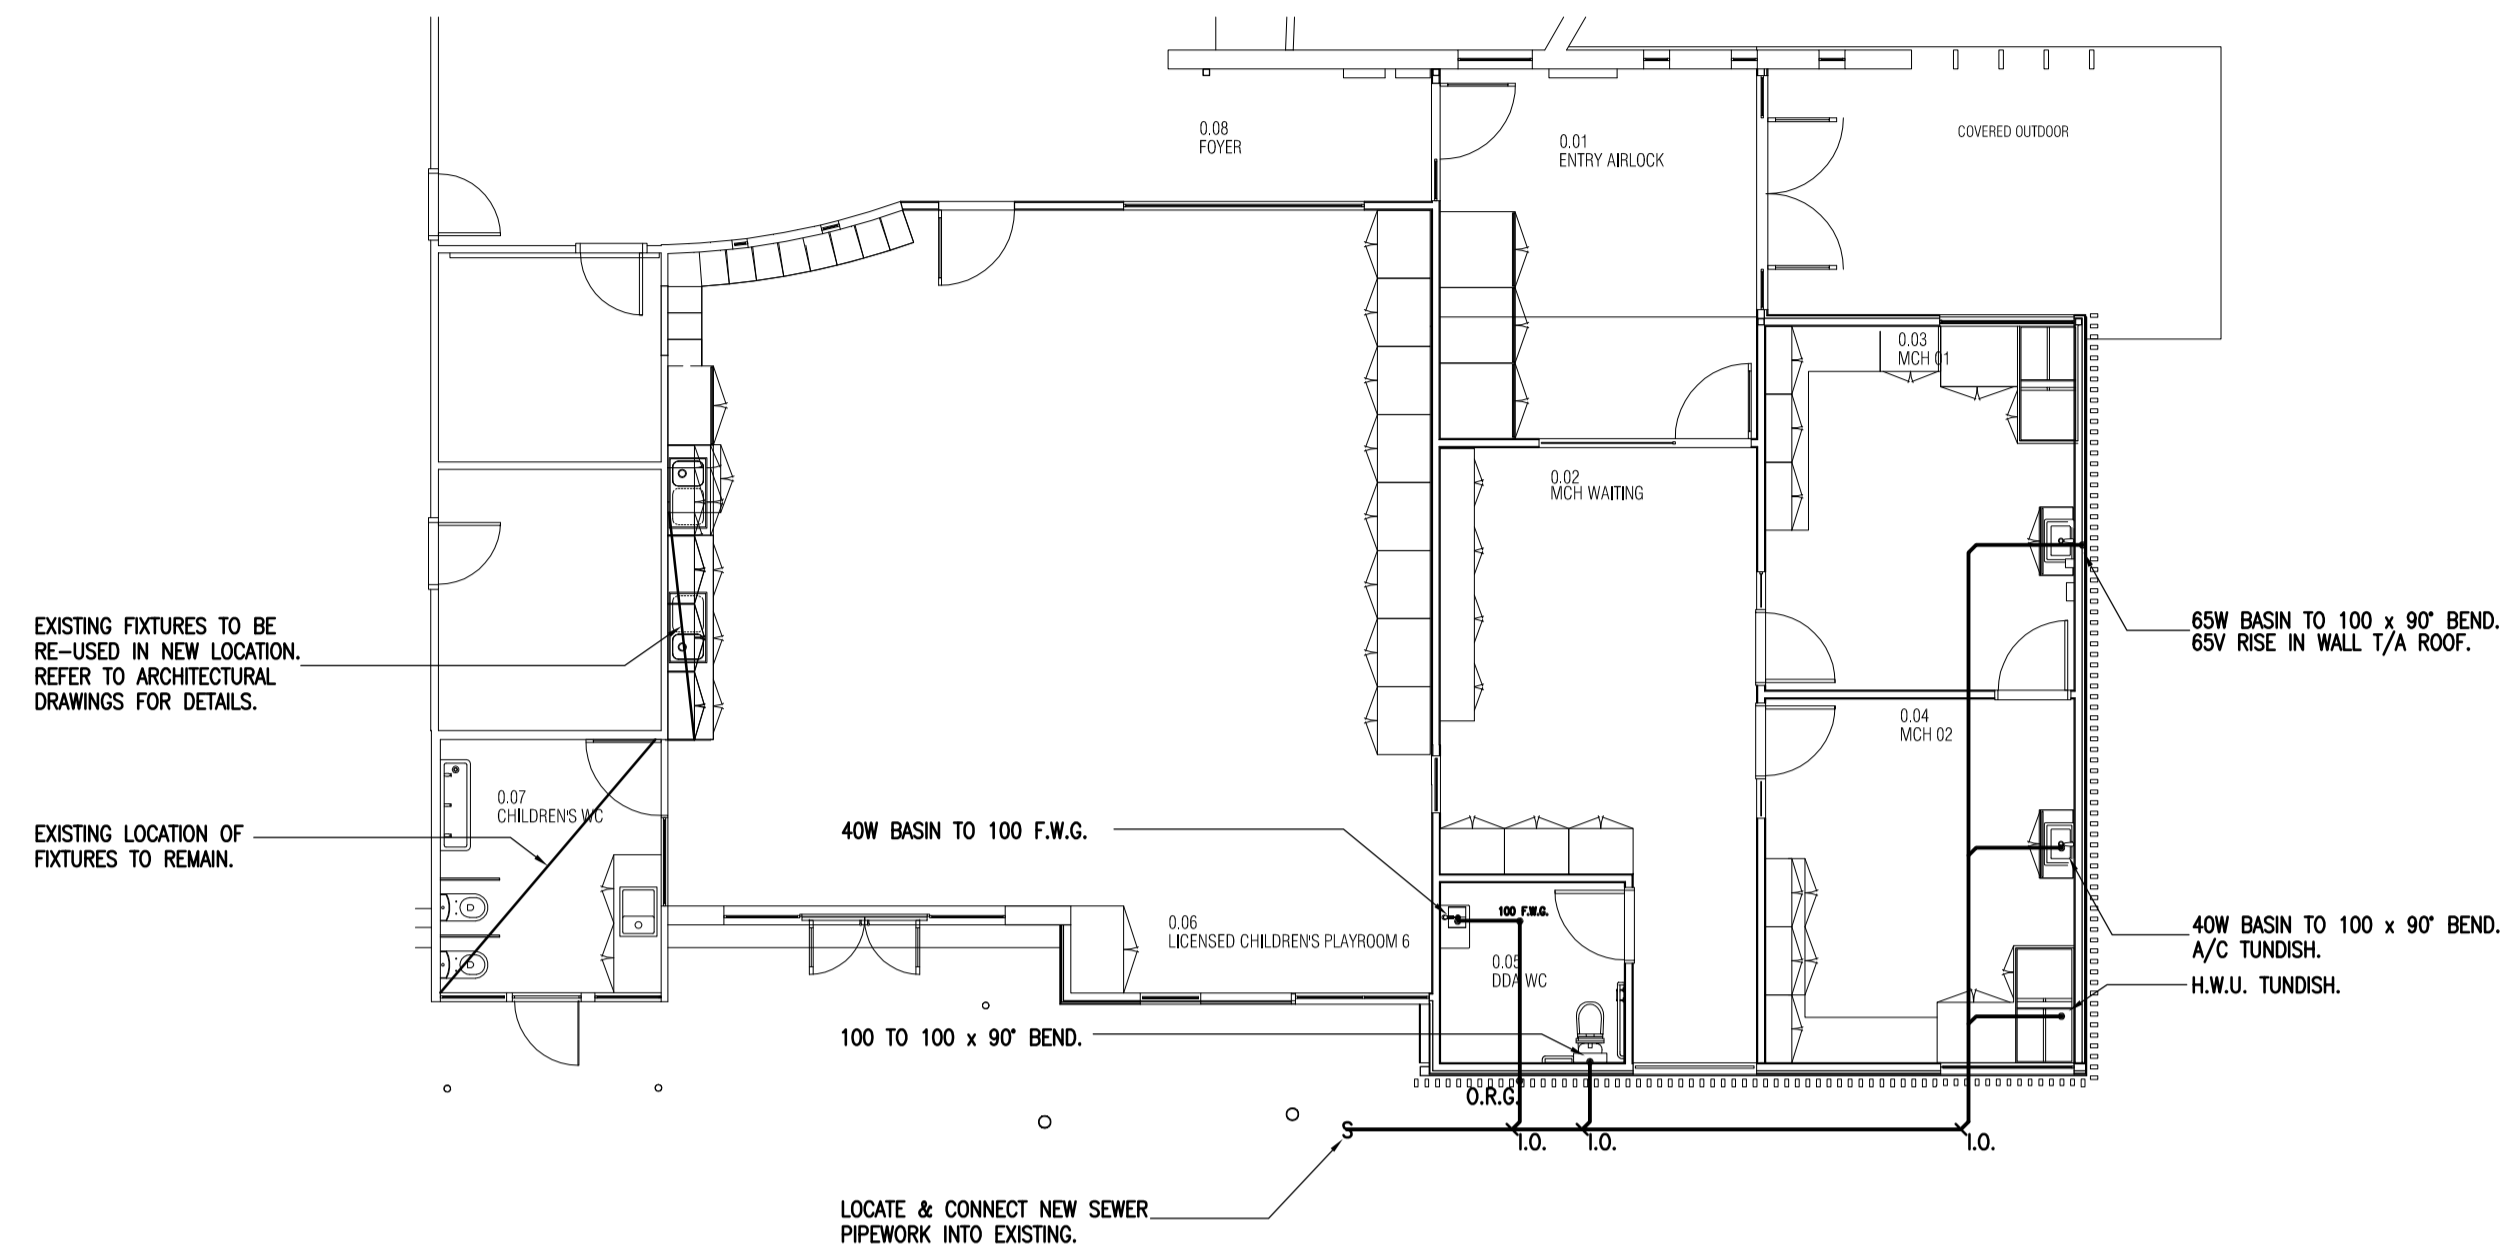 0.08
FOYER
0.01
ENTRY AIRLOCK
COVERED OUTDOOR
0.03
MCH 01
0.02
MCH WAITING
EXISTING FIXTURES TO BE
RE-USED IN NEW LOCATION.
REFER TO ARCHITECTURAL
DRAWINGS FOR DETAILS.
65W BASIN TO 100 x 90° BEND.
65V RISE IN WALL T/A ROOF.
0.04
MCH 02
0.07
CHILDREN'S WC
EXISTING LOCATION OF
FIXTURES TO REMAIN.
40W BASIN TO 100 F.W.G.
100 F.W.G.
0.06
LICENSED CHILDREN'S PLAYROOM 6
0.05
DDA WC
40W BASIN TO 100 x 90° BEND.
A/C TUNDISH.
H.W.U. TUNDISH.
100 TO 100 x 90° BEND.
O.R.G.
S
I.O.
I.O.
I.O.
LOCATE & CONNECT NEW SEWER
PIPEWORK INTO EXISTING.